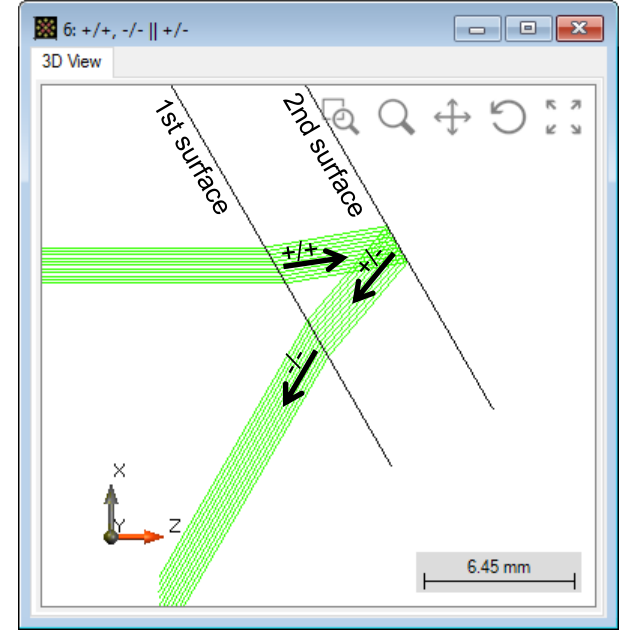 6: +/+, -/- || +/-
3D View
1st surface
2nd surface
+/+
+/-
-/-
X
Y
Z
6.45 mm